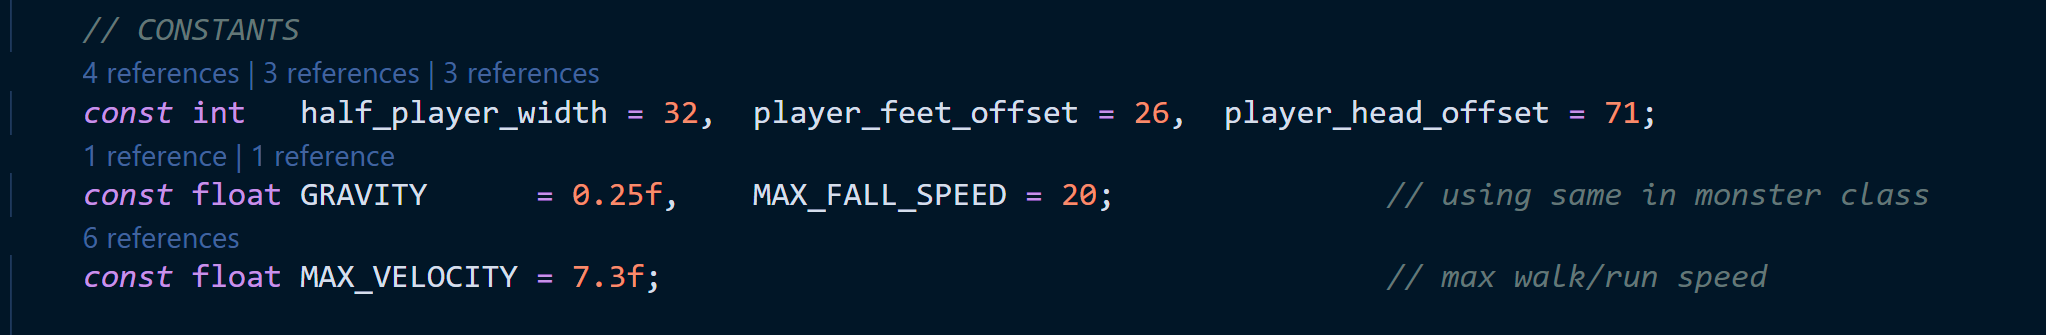 // CONSTANTS
4 references | 3 references | 3 references
const int   half_player_width = 32,  player_feet_offset = 26,  player_head_offset = 71;
1 reference | 1 reference
const float GRAVITY      = 0.25f,    MAX_FALL_SPEED = 20;               // using same in monster class
6 references
const float MAX_VELOCITY = 7.3f;                                        // max walk/run speed